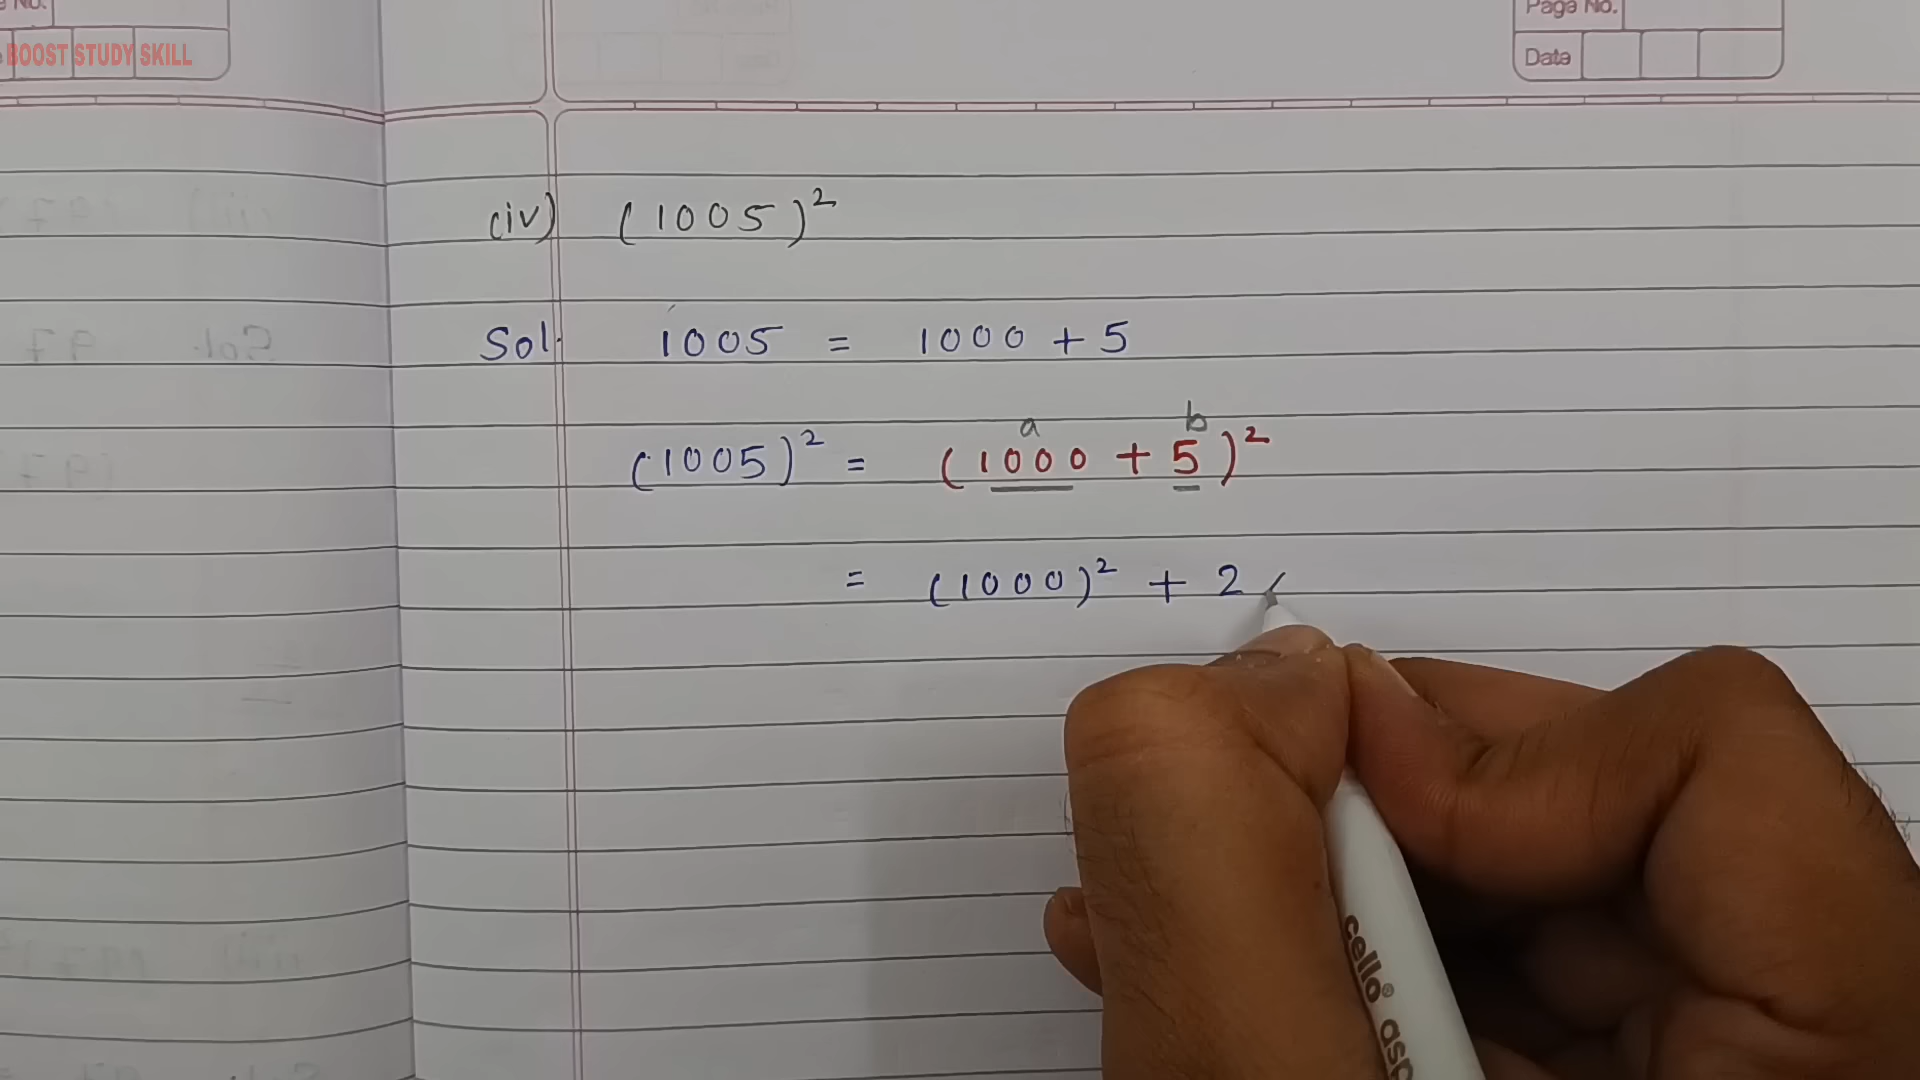 BOOST STUDY SKILL
Page No.
Date
(iv) (1005)²
Sol. 1005 = 1000 + 5
a b
(1005)² = (1000 + 5)²
= (1000)² + 2
cello®